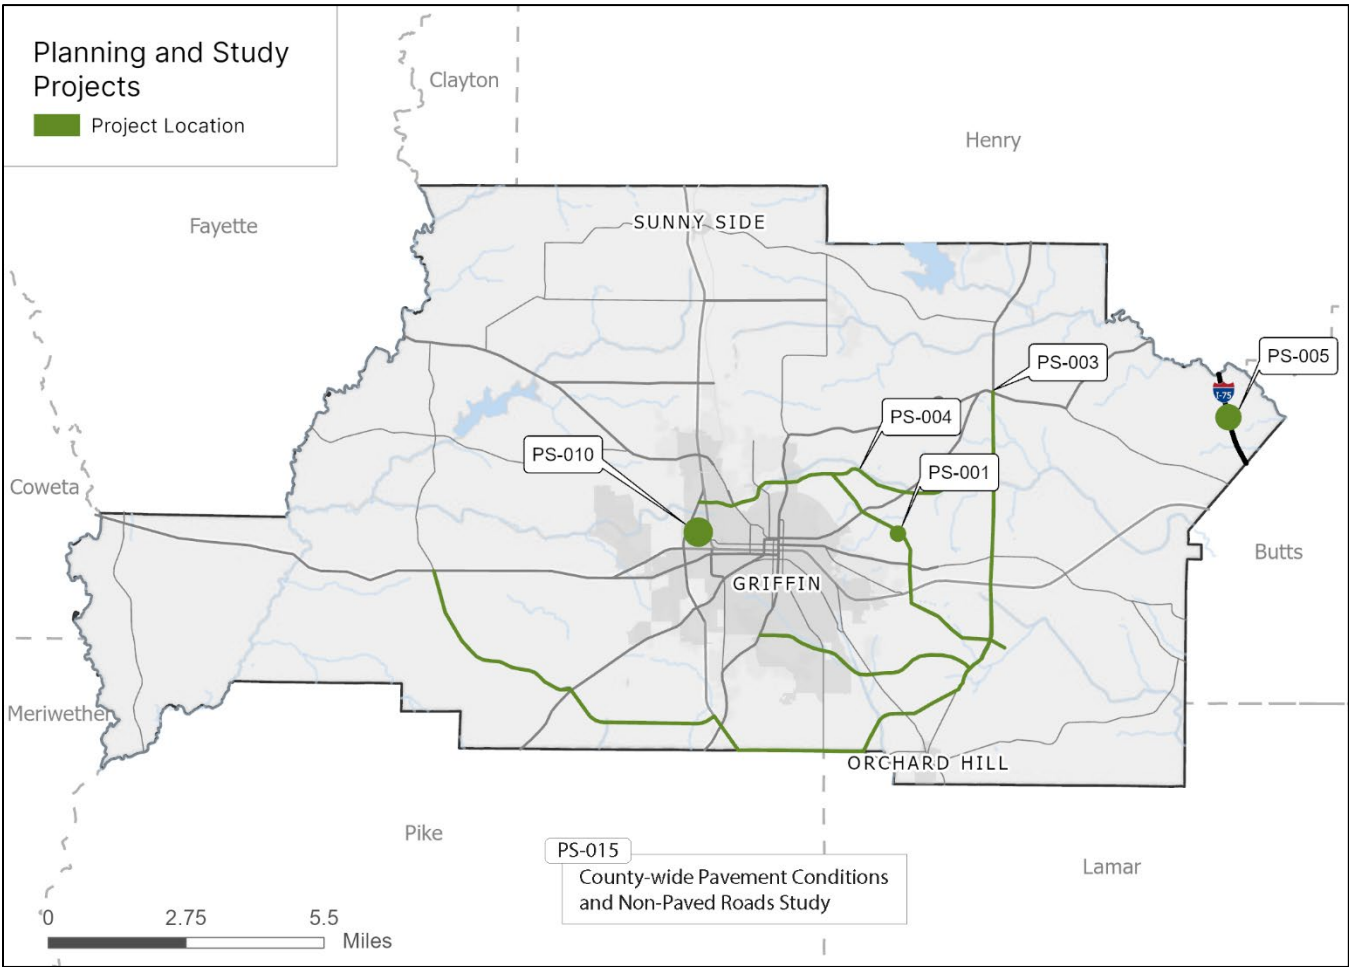 Planning and Study
Projects
Project Location
Clayton
Henry
Fayette
SUNNY SIDE
PS-003
PS-005
I-75
PS-004
PS-010
PS-001
Coweta
Butts
GRIFFIN
Meriwether
ORCHARD HILL
Pike
PS-015
County-wide Pavement Conditions
and Non-Paved Roads Study
Lamar
0 2.75 5.5
Miles